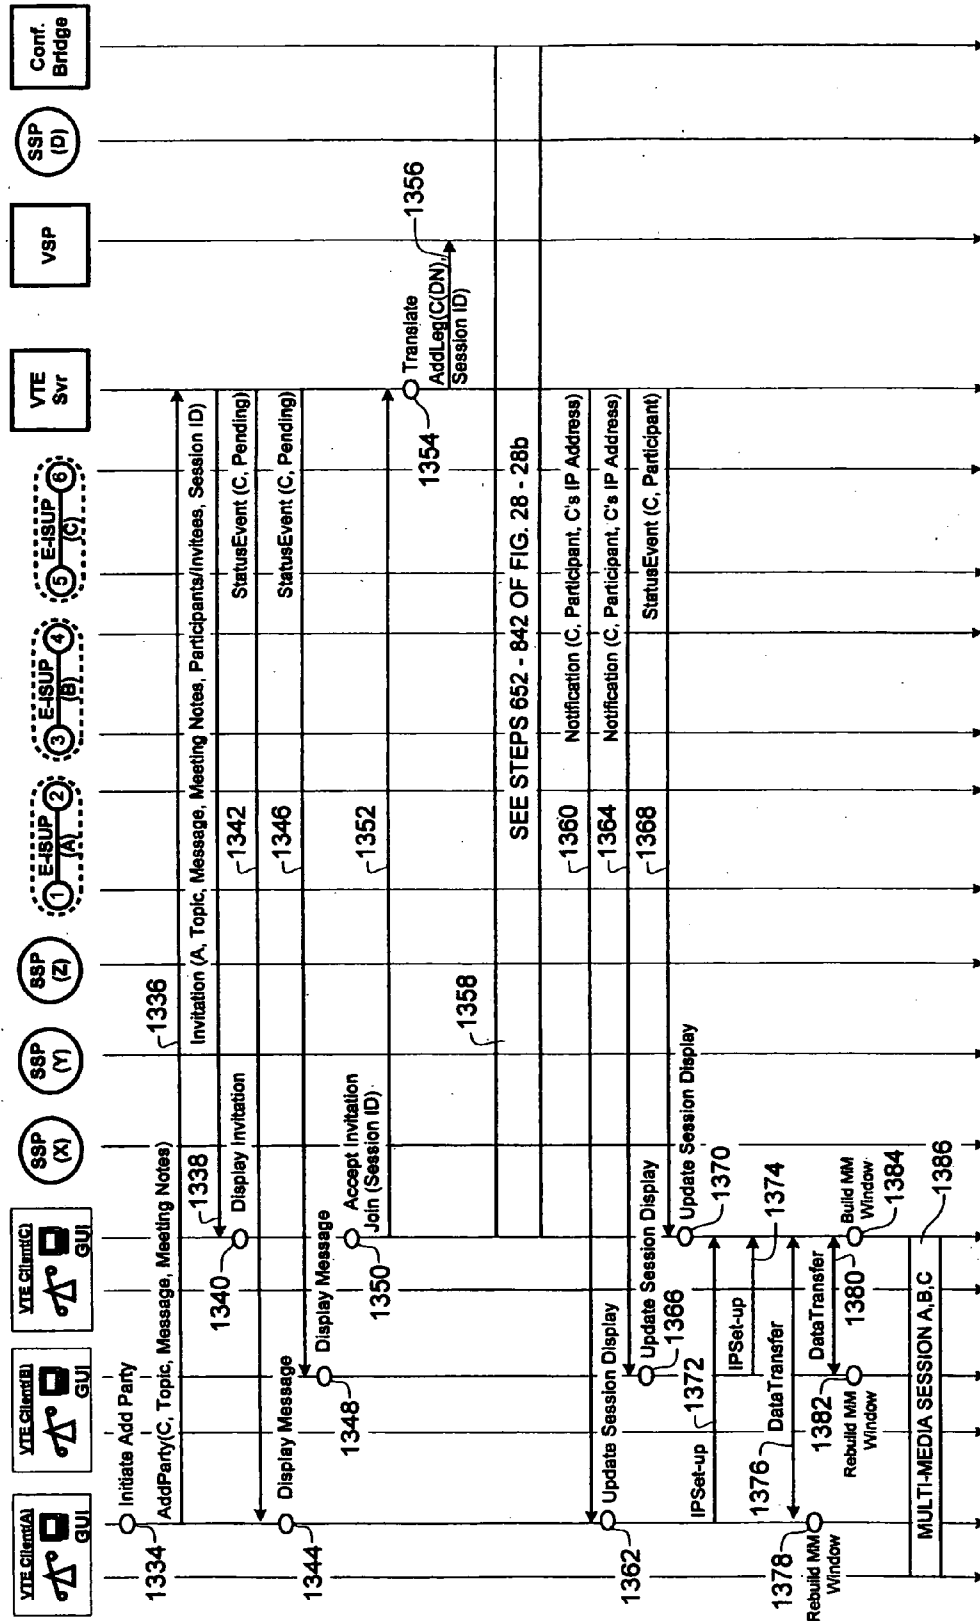 VTE Client(A)
GUI
VTE Client(B)
GUI
VTE Client(C)
GUI
SSP
(X)
SSP
(Y)
SSP
(Z)
1
E-ISUP
(A)
2
3
E-ISUP
(B)
4
5
E-ISUP
(C)
6
VTE
Svr
VSP
SSP
(D)
Conf.
Bridge
Initiate Add Party
1334
AddParty(C, Topic, Message, Meeting Notes)
1336
Invitation (A, Topic, Message, Meeting Notes, Participants/Invitees, Session ID)
1338
Display Invitation
1340
StatusEvent (C, Pending)
1342
Display Message
1344
StatusEvent (C, Pending)
1346
Display Message
1348
Accept Invitation
Join (Session ID)
1350
1352
Translate
1354
AddLeg(C(DN),
Session ID)
1356
1358
SEE STEPS 652 - 842 OF FIG. 28 - 28b
Notification (C, Participant, C's IP Address)
1360
Update Session Display
1362
Notification (C, Participant, C's IP Address)
1364
Update Session Display
1366
StatusEvent (C, Participant)
1368
Update Session Display
1370
IPSet-up
1372
IPSet-up
1374
DataTransfer
1376
Rebuild MM
Window
1378
DataTransfer
1380
Rebuild MM
Window
1382
Build MM
Window
1384
MULTI-MEDIA SESSION A,B,C
1386